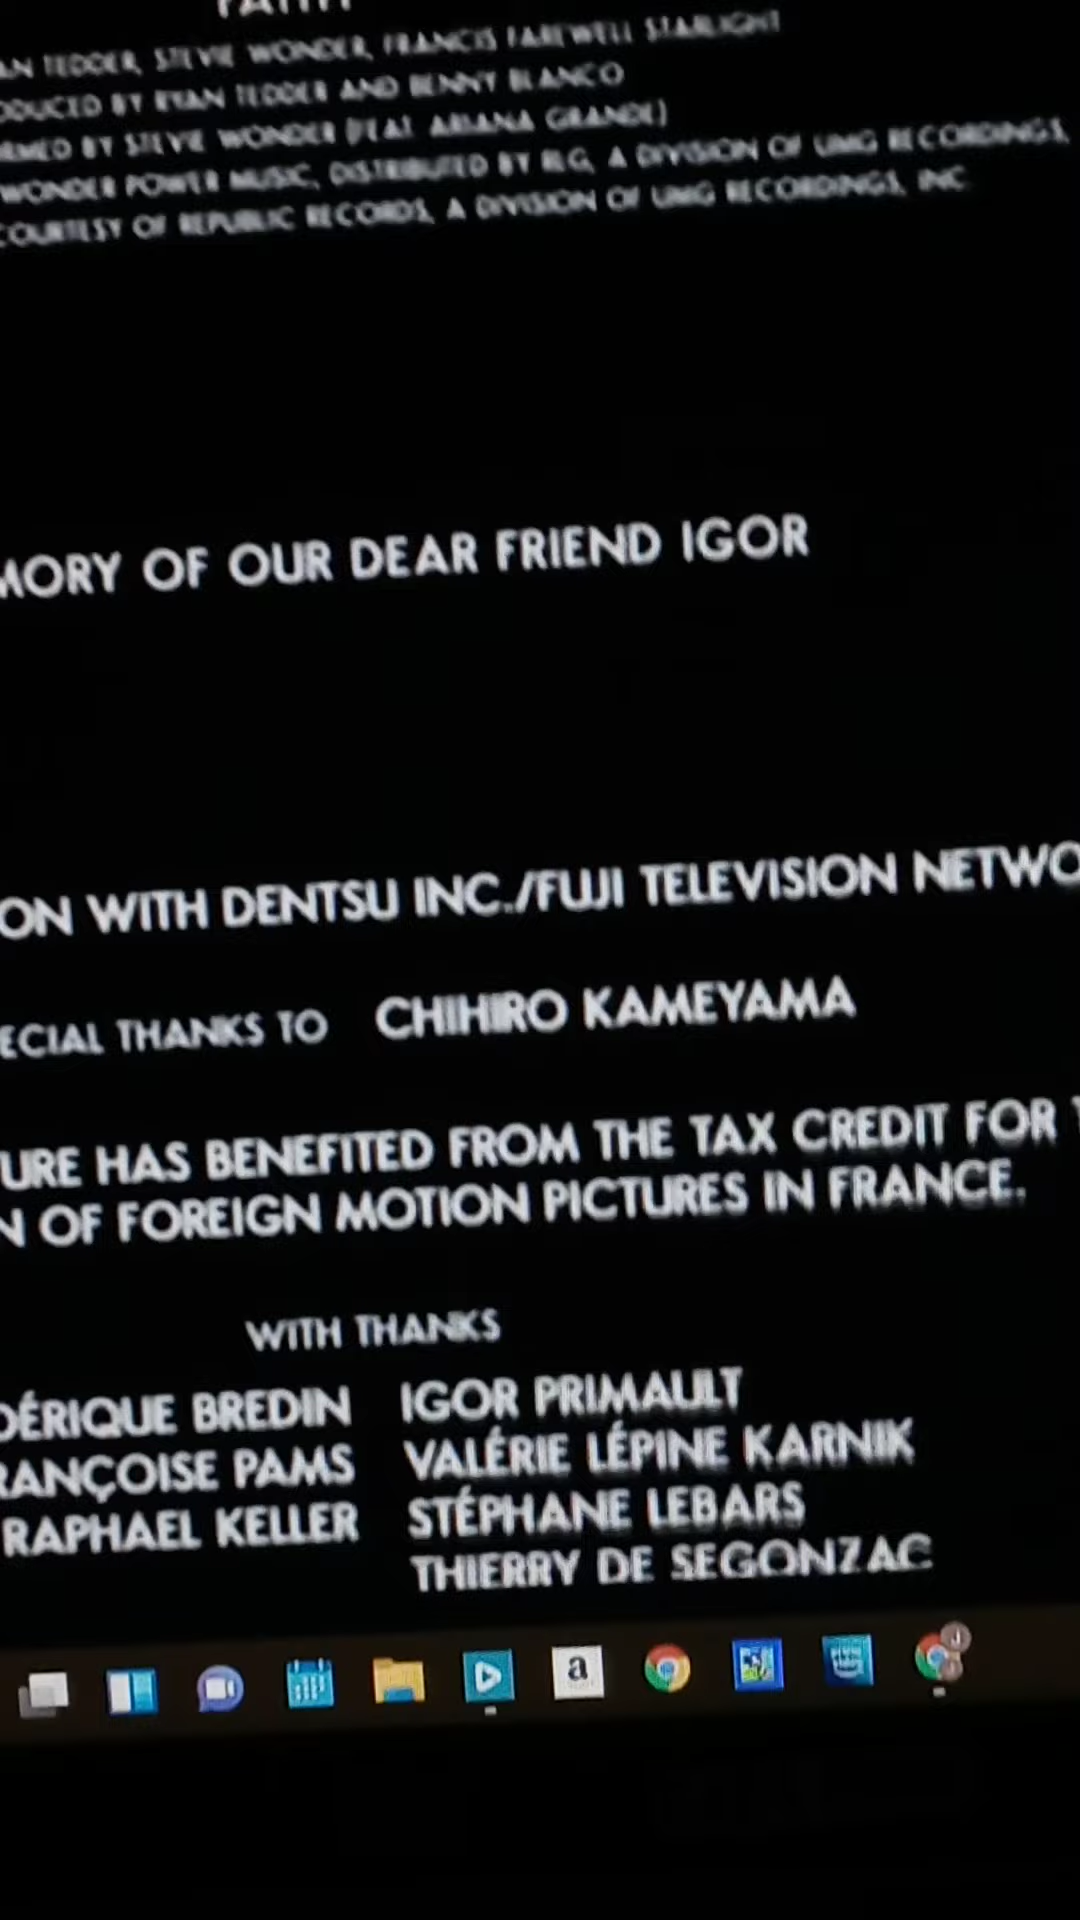 FAITH
AN TEDDER, STEVIE WONDER, FRANCIS FAREWELL STARLIGHT
ODUCED BY RYAN TEDDER AND BENNY BLANCO
RMED BY STEVIE WONDER (FEAT. ARIANA GRANDE)
WONDER POWER MUSIC, DISTRIBUTED BY RLG, A DIVISION OF UMG RECORDINGS,
COURTESY OF REPUBLIC RECORDS, A DIVISION OF UMG RECORDINGS, INC.
MORY OF OUR DEAR FRIEND IGOR
ON WITH DENTSU INC./FUJI TELEVISION NETWO
ECIAL THANKS TO CHIHIRO KAMEYAMA
TURE HAS BENEFITED FROM THE TAX CREDIT FOR T
N OF FOREIGN MOTION PICTURES IN FRANCE.
WITH THANKS
DÉRIQUE BREDIN IGOR PRIMAULT
RANÇOISE PAMS VALÉRIE LÉPINE KARNIK
RAPHAEL KELLER STÉPHANE LEBARS
THIERRY DE SEGONZAC
a